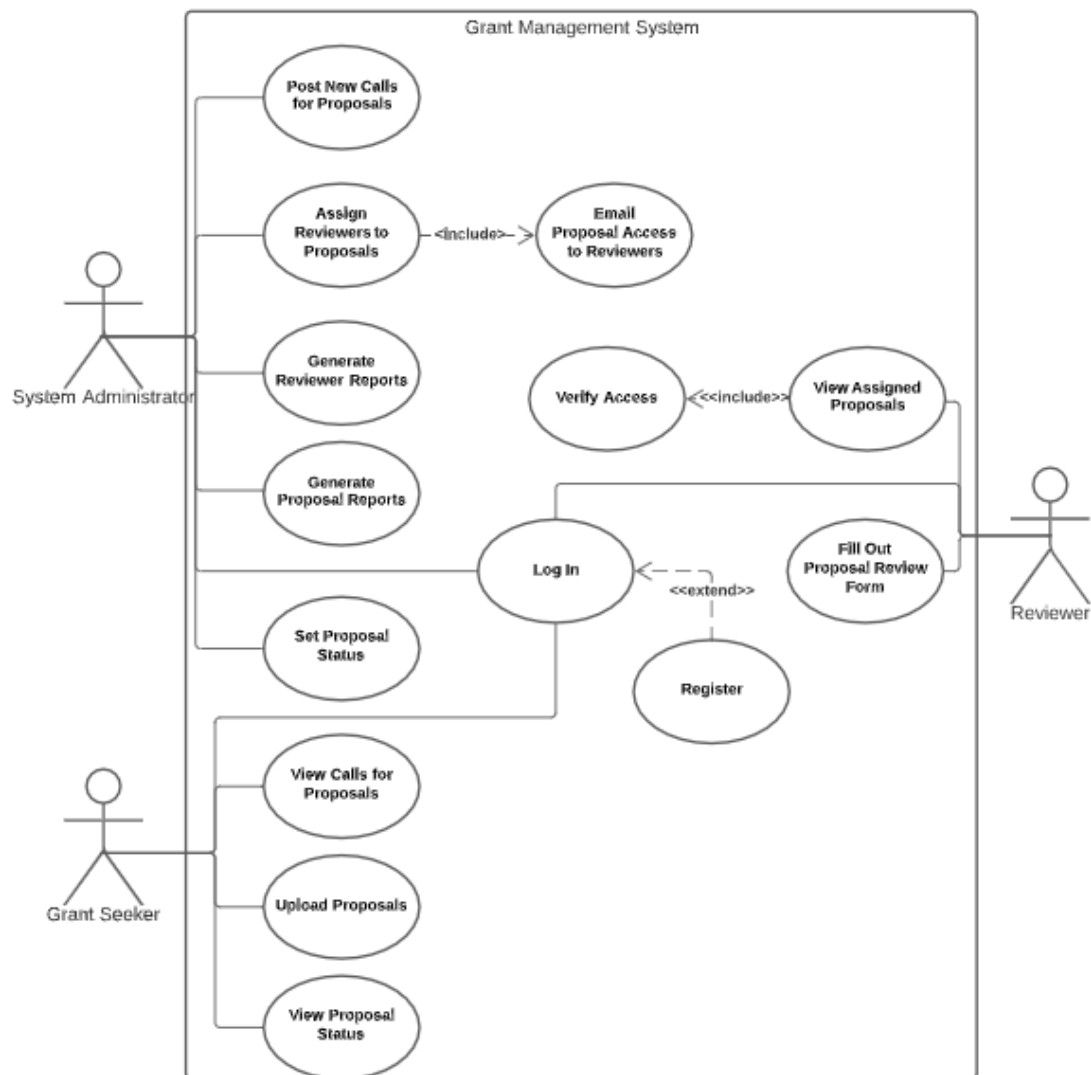 Grant Management System
Post New Calls
for Proposals
Assign
Reviewers to
Proposals
<include>
Email
Proposal Access
to Reviewers
System Administrator
Generate
Reviewer Reports
Verify Access
<<include>>
View Assigned
Proposals
Generate
Proposal Reports
Log In
Fill Out
Proposal Review
Form
<<extend>>
Reviewer
Set Proposal
Status
Register
View Calls for
Proposals
Grant Seeker
Upload Proposals
View Proposal
Status